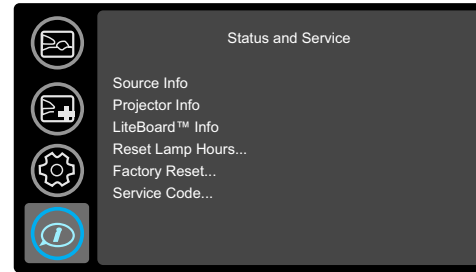 Status and Service
Source Info
Projector Info
LiteBoard™ Info
Reset Lamp Hours...
Factory Reset...
Service Code...